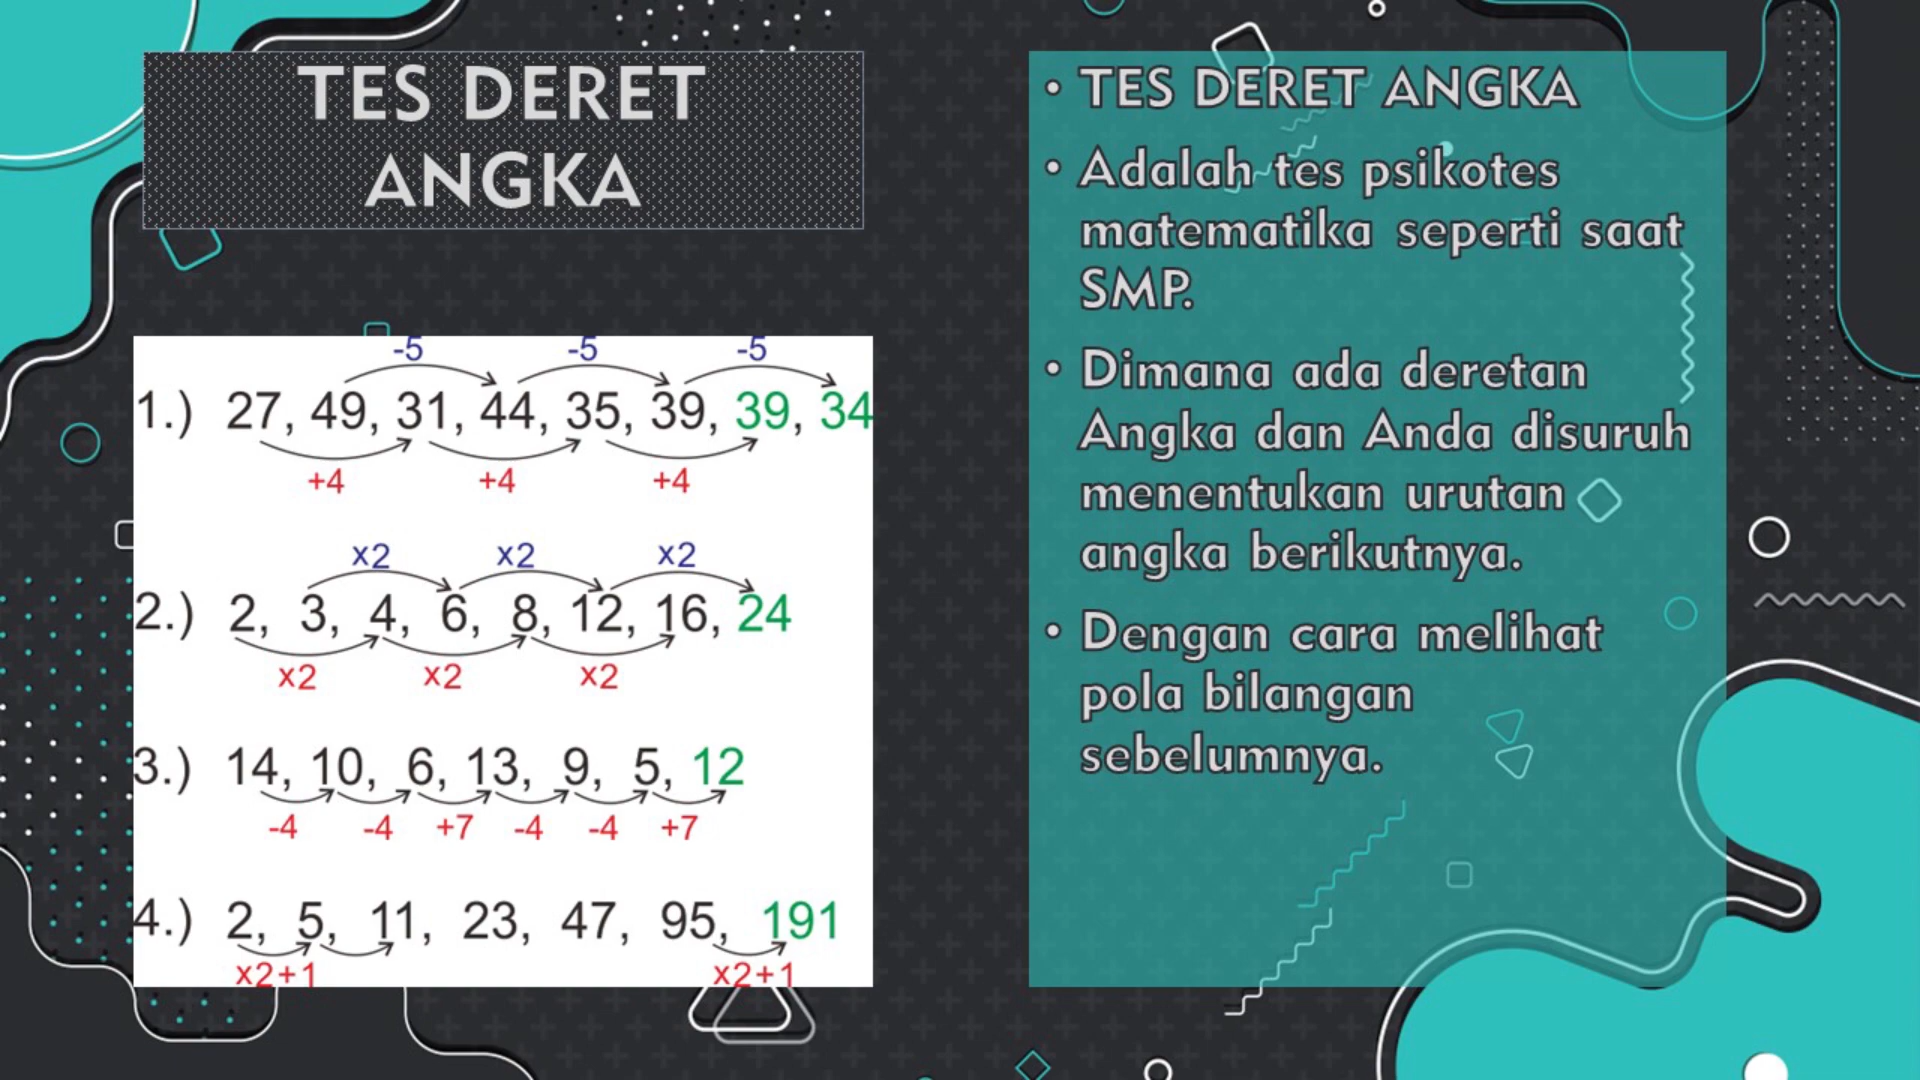 TES DERET
ANGKA
-5 -5 -5
1.) 27, 49, 31, 44, 35, 39, 39, 34
+4 +4 +4
x2 x2 x2
2.) 2, 3, 4, 6, 8, 12, 16, 24
x2 x2 x2
3.) 14, 10, 6, 13, 9, 5, 12
-4 -4 +7 -4 -4 +7
4.) 2, 5, 11, 23, 47, 95, 191
x2+1 x2+1
• TES DERET ANGKA
• Adalah tes psikotes
matematika seperti saat
SMP.
• Dimana ada deretan
Angka dan Anda disuruh
menentukan urutan
angka berikutnya.
• Dengan cara melihat
pola bilangan
sebelumnya.